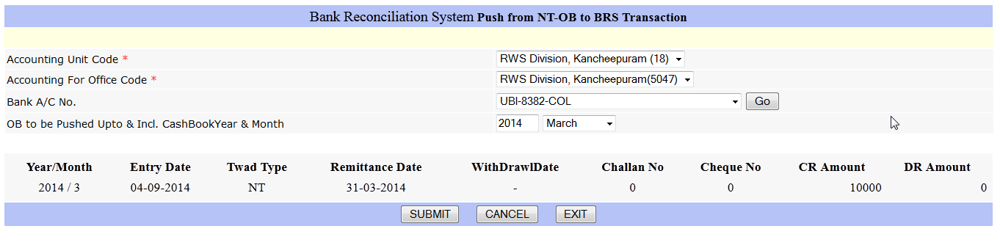 Bank Reconciliation System Push from NT-OB to BRS Transaction
Accounting Unit Code * RWS Division, Kancheepuram (18)
Accounting For Office Code * RWS Division, Kancheepuram(5047)
Bank A/C No. UBI-8382-COL Go
OB to be Pushed Upto & Incl. CashBookYear & Month 2014 March
Year/Month Entry Date Twad Type Remittance Date WithDrawlDate Challan No Cheque No CR Amount DR Amount
2014 / 3 04-09-2014 NT 31-03-2014 - 0 0 10000 0
SUBMIT CANCEL EXIT